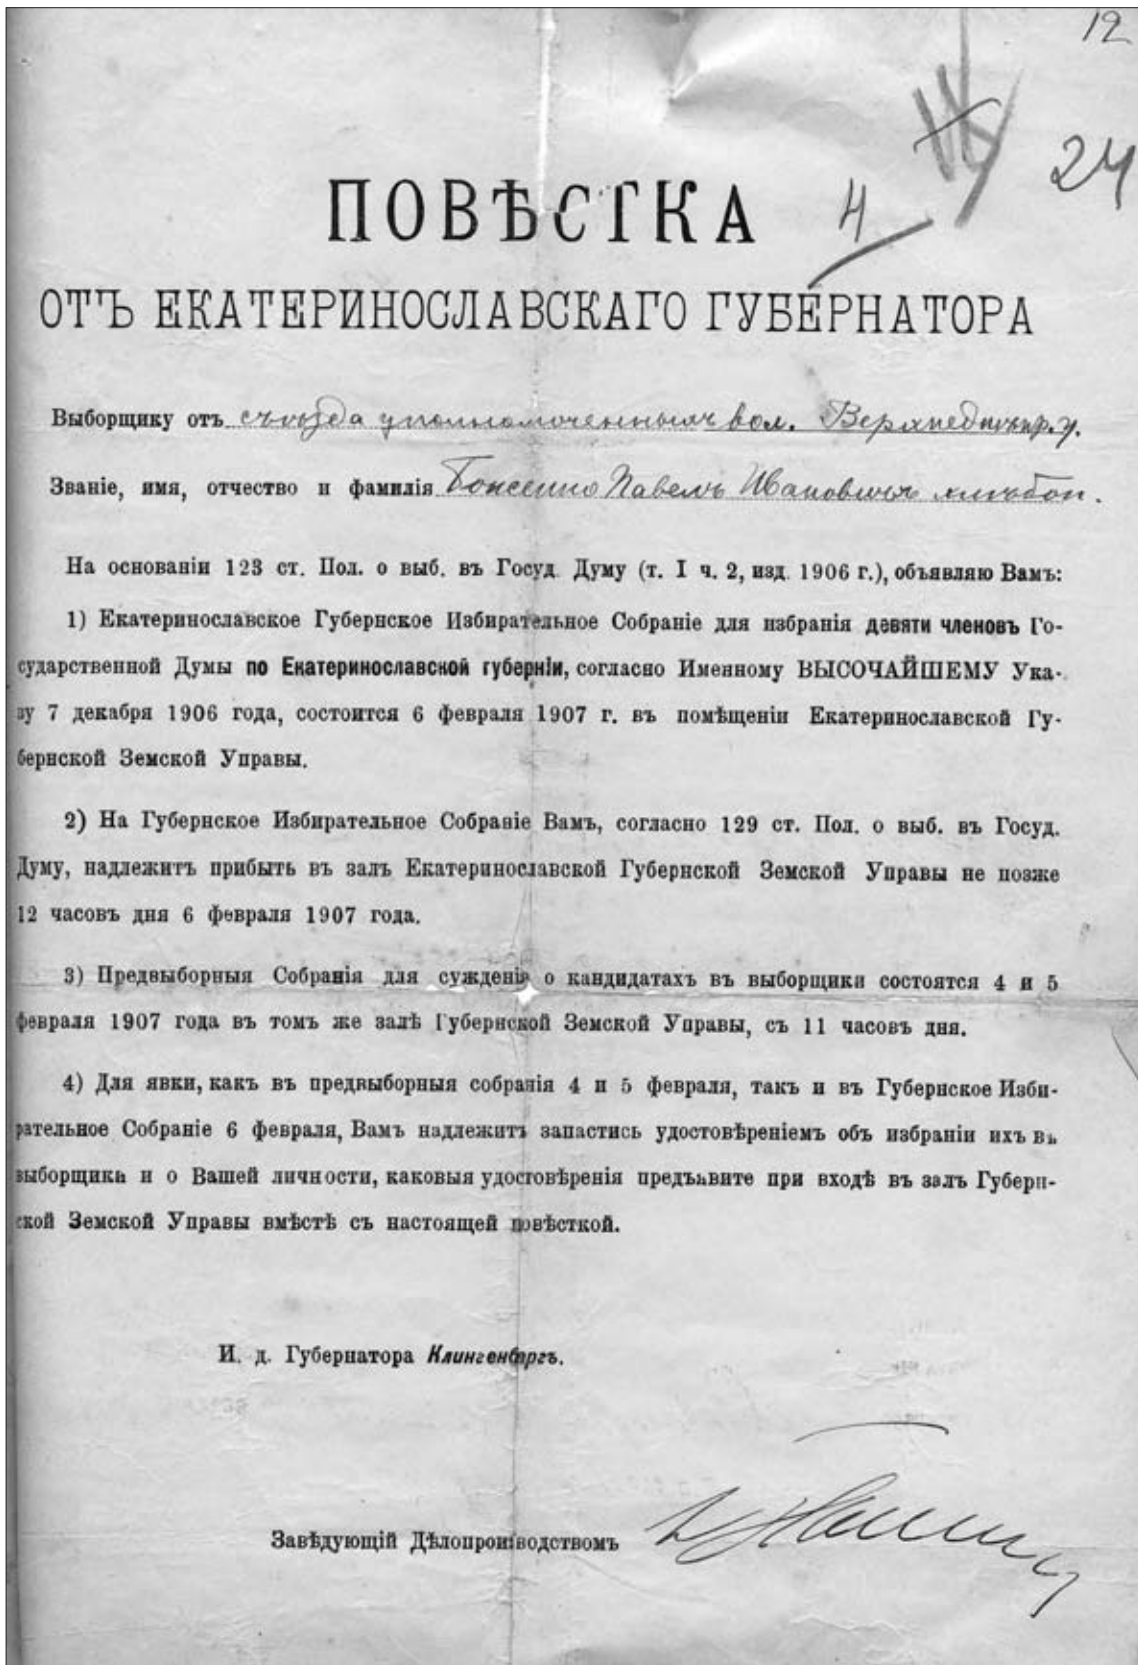 12
24
4
ПОВѢСТКА
ОТЪ ЕКАТЕРИНОСЛАВСКАГО ГУБЕРНАТОРА
Выборщику отъ съѣзда уполномоченныхъ вол. Верхнеднѣпр. у.
Званіе, имя, отчество и фамилія Павелъ Ивановичъ хлѣбоп.
На основаніи 123 ст. Пол. о выб. въ Госуд. Думу (т. I ч. 2, изд. 1906 г.), объявляю Вамъ:
1) Екатеринославское Губернское Избирательное Собраніе для избранія девяти членовъ Го-
сударственной Думы по Екатеринославской губерніи, согласно Именному ВЫСОЧАЙШЕМУ Ука-
зу 7 декабря 1906 года, состоится 6 февраля 1907 г. въ помѣщеніи Екатеринославской Гу-
бернской Земской Управы.
2) На Губернское Избирательное Собраніе Вамъ, согласно 129 ст. Пол. о выб. въ Госуд.
Думу, надлежитъ прибыть въ залъ Екатеринославской Губернской Земской Управы не позже
12 часовъ дня 6 февраля 1907 года.
3) Предвыборныя Собранія для сужденія о кандидатахъ въ выборщики состоятся 4 и 5
февраля 1907 года въ томъ же залѣ Губернской Земской Управы, съ 11 часовъ дня.
4) Для явки, какъ въ предвыборныя собранія 4 и 5 февраля, такъ и въ Губернское Изби-
рательное Собраніе 6 февраля, Вамъ надлежитъ запастись удостовѣреніемъ объ избраніи ихъ въ
выборщики и о Вашей личности, каковыя удостовѣренія предъявите при входѣ въ залъ Губерн-
ской Земской Управы вмѣстѣ съ настоящей повѣсткой.
И. д. Губернатора Клингенбергъ.
Завѣдующій Дѣлопроизводствомъ